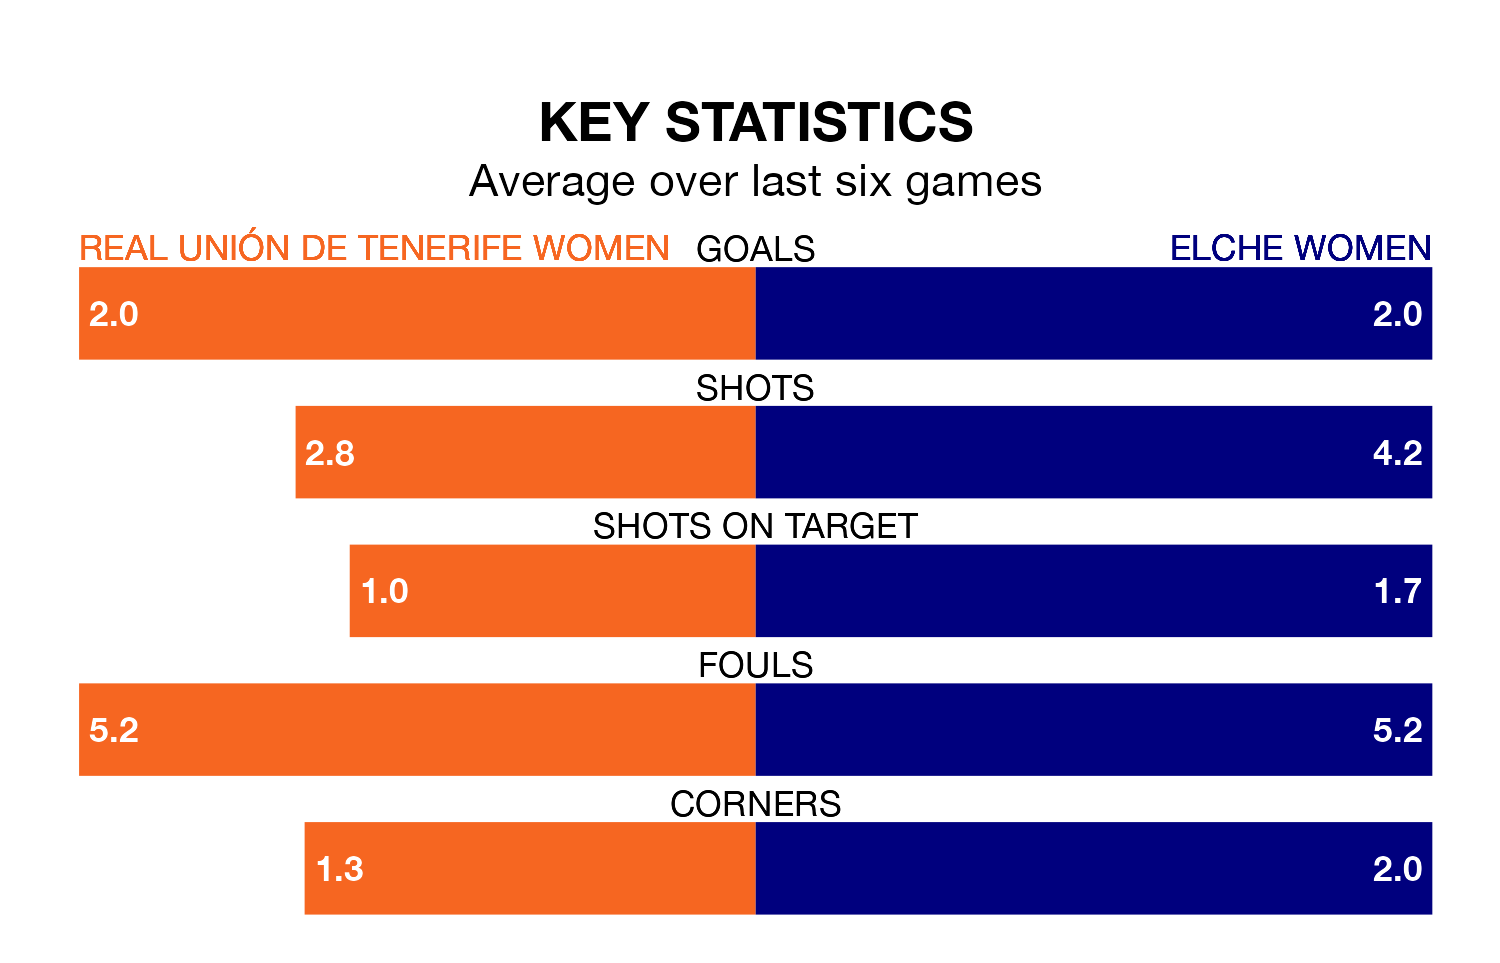 KEY STATISTICS
Average over last six games
REAL UNIÓN DE TENERIFE WOMEN GOALS ELCHE WOMEN
2.0 2.0
SHOTS
2.8 4.2
SHOTS ON TARGET
1.0 1.7
FOULS
5.2 5.2
CORNERS
1.3 2.0